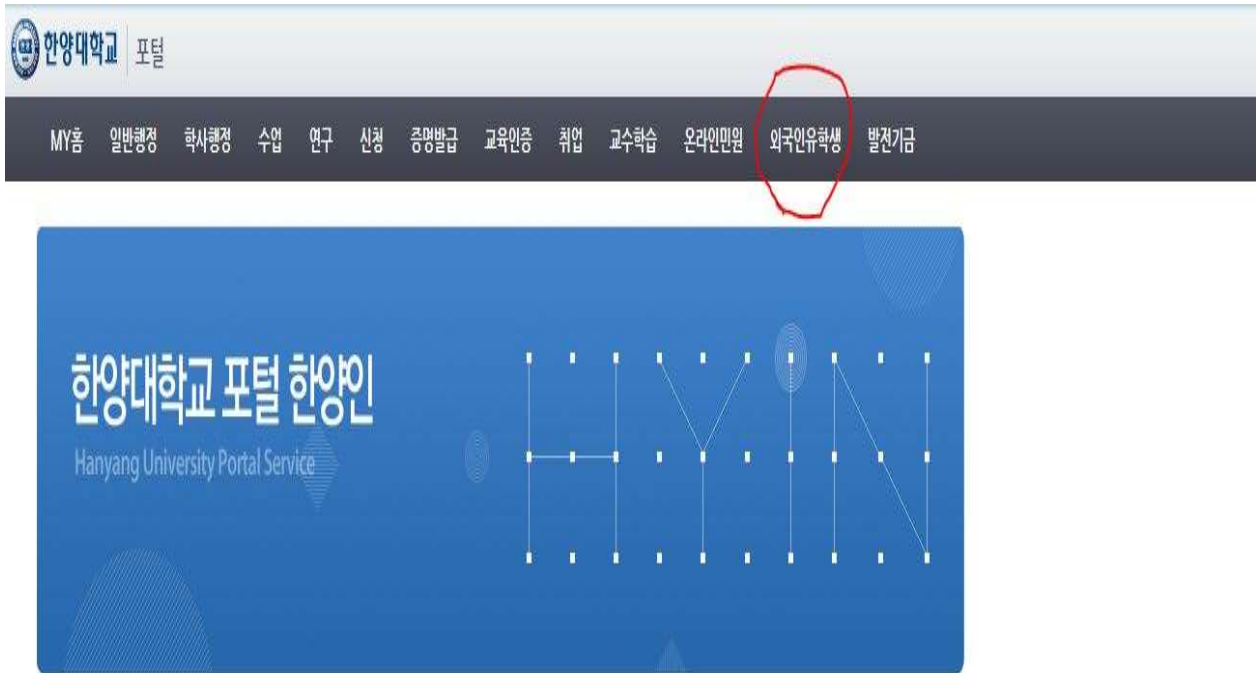 한양대학교 포털
MY홈 일반행정 학사행정 수업 연구 신청 증명발급 교육인증 취업 교수학습 온라인민원 외국인유학생 발전기금
한양대학교 포털 한양인
Hanyang University Portal Service
HYIN